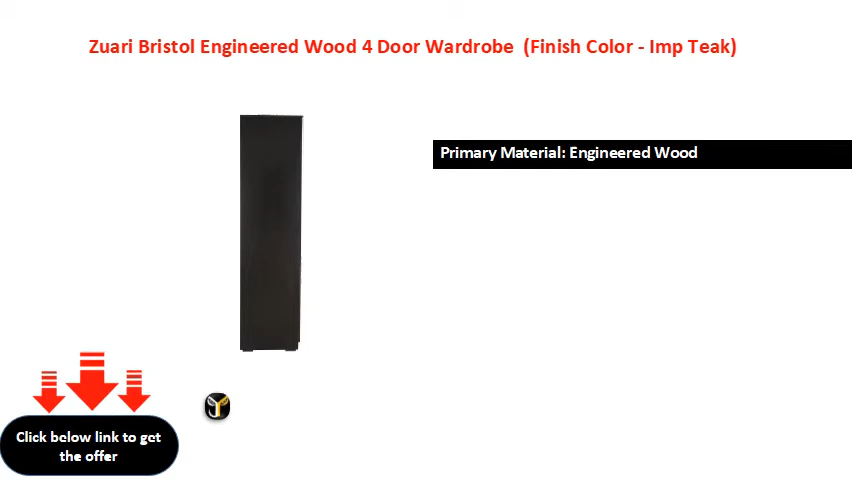 Zuari Bristol Engineered Wood 4 Door Wardrobe  (Finish Color - Imp Teak)
Primary Material: Engineered Wood
Click below link to get
the offer